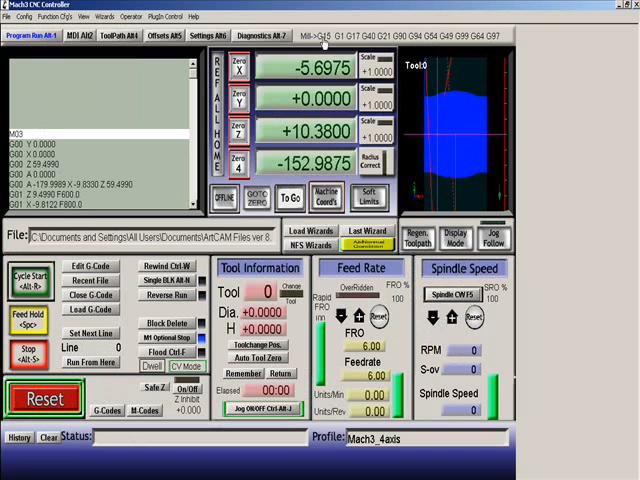 Mach3 CNC Controller
Config Function Cfg's View Wizards Operator PlugIn Control Help
Program Run Alt-1 MDI Alt2 ToolPath Alt4 Offsets Alt5 Settings Alt6 Diagnostics Alt-7 Mill->G15 G1 G17 G40 G21 G90 G94 G54 G49 G99 G64 G97
REF ALL HOME
Zero X -5.6975 Scale +1.0000
Zero Y +0.0000 Scale +1.0000
Zero Z +10.3800 Scale +1.0000
Zero 4 -152.9875 Radius Correct
Tool:0
M03
G00 Y 0.0000
G00 X 0.0000
G00 Z 59.4990
G00 A 0.0000
G00 A -179.9989 X -9.8330 Z 59.4990
G01 Z 9.4990 F600.0
G01 X -9.8122 F800.0
OFFLINE GOTO ZERO To Go Machine Coord's Soft Limits
File: C:\Documents and Settings\All Users\Documents\ArtCAM Files ver 8.
Load Wizards Last Wizard
NFS Wizards
Regen. Toolpath Display Mode Jog Follow
Cycle Start <Alt-R>
Feed Hold <Spc>
Stop <Alt-S>
Edit G-Code
Recent File
Close G-Code
Load G-Code
Set Next Line
Line 0
Run From Here
Rewind Ctrl-W
Single BLK Alt-N
Reverse Run
Block Delete
M1 Optional Stop
Flood Ctrl-F
Dwell CV Mode
Reset
G-Codes M-Codes
Safe Z On/Off
Z Inhibit
+0.000
Tool Information
Tool 0 Change Tool
Dia. +0.0000
H +0.0000
Toolchange Pos.
Auto Tool Zero
Remember Return
Elapsed 00:00
Jog ON/OFF Ctrl-Alt-J
Feed Rate
OverRidden FRO %
Rapid FRO 100
100
Reset
FRO
6.00
Feedrate
6.00
Units/Min 0.00
Units/Rev 0.00
Spindle Speed
Spindle CW F5 SRO %
100
Reset
RPM 0
S-ov 0
Spindle Speed
0
History Clear Status: Profile: Mach3_4axis